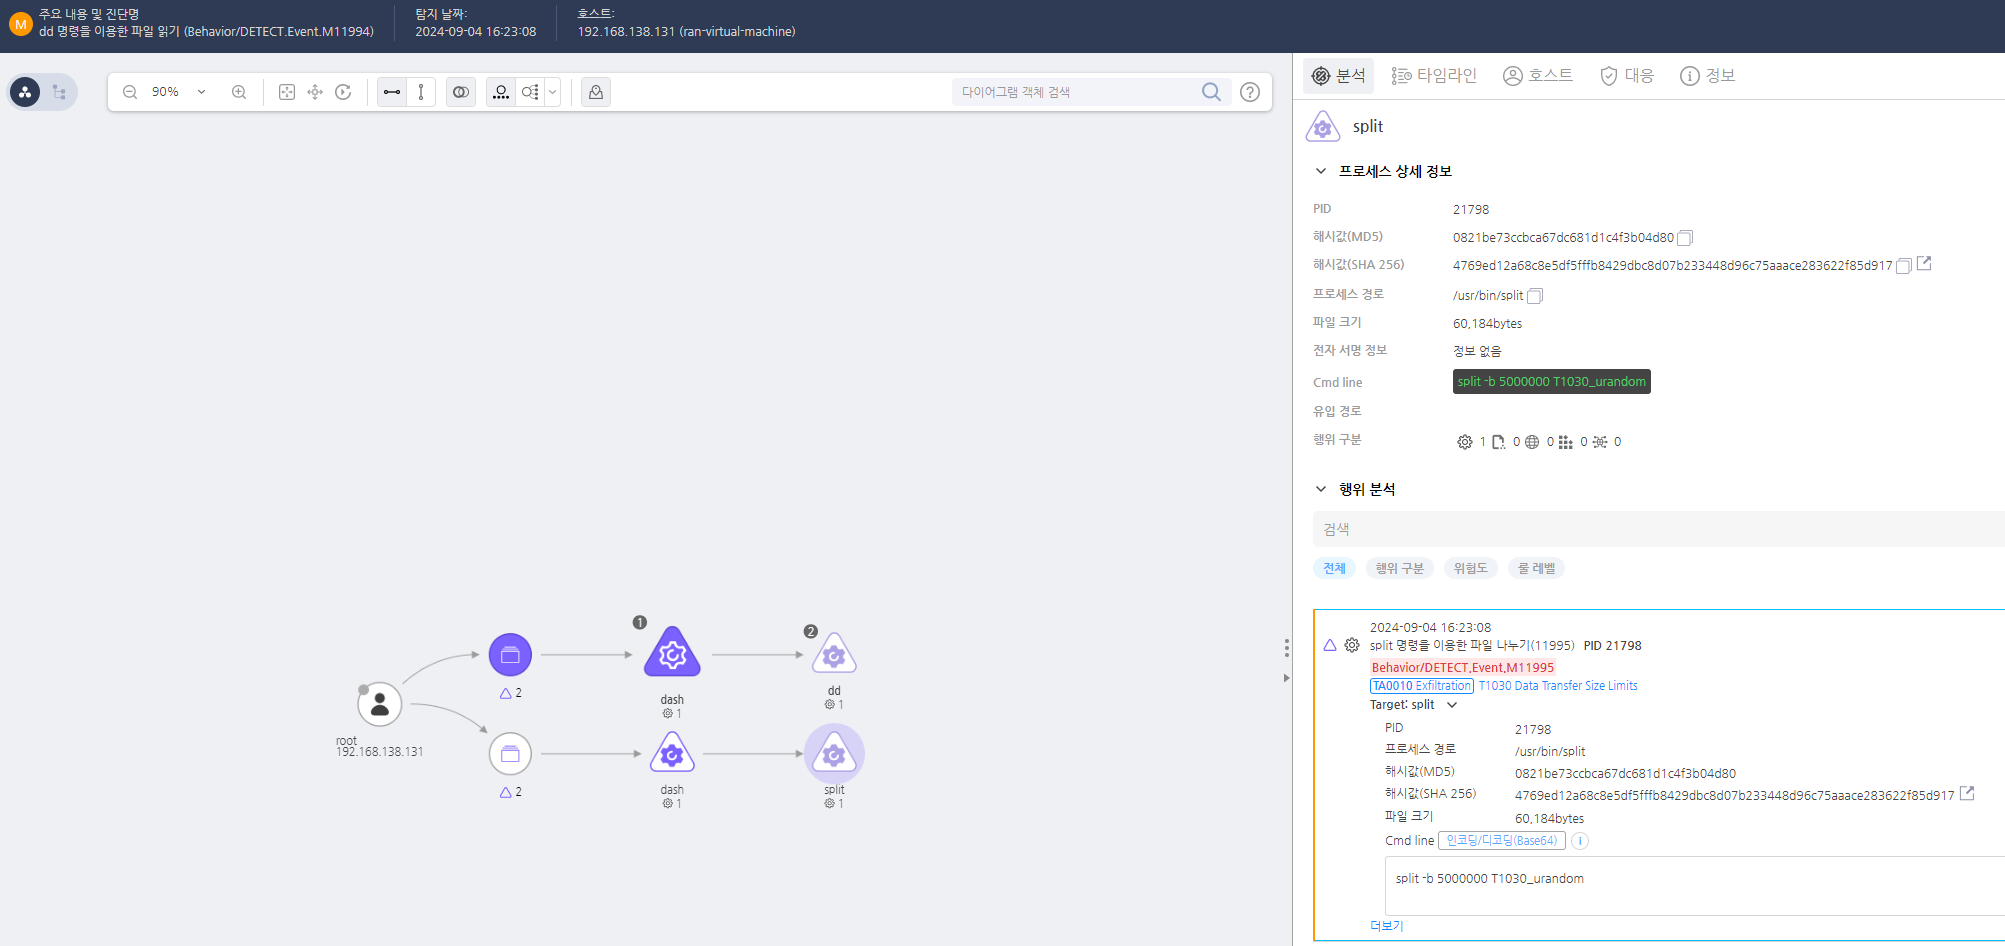 M
주요 내용 및 진단명
dd 명령을 이용한 파일 읽기 (Behavior/DETECT.Event.M11994)
탐지 날짜:
2024-09-04 16:23:08
호스트:
192.168.138.131 (ran-virtual-machine)
90%
다이어그램 객체 검색
?
분석
타임라인
호스트
대응
정보
split
프로세스 상세 정보
PID 21798
해시값(MD5) 0821be73ccbca67dc681d1c4f3b04d80
해시값(SHA 256) 4769ed12a68c8e5df5fffb8429dbc8d07b233448d96c75aaace283622f85d917
프로세스 경로 /usr/bin/split
파일 크기 60,184bytes
전자 서명 정보 정보 없음
Cmd line split -b 5000000 T1030_urandom
유입 경로
행위 구분 1 0 0 0 0
행위 분석
검색
전체 행위 구분 위험도 룰 레벨
2024-09-04 16:23:08
split 명령을 이용한 파일 나누기(11995) PID 21798
Behavior/DETECT.Event.M11995
TA0010 Exfiltration T1030 Data Transfer Size Limits
Target: split
PID 21798
프로세스 경로 /usr/bin/split
해시값(MD5) 0821be73ccbca67dc681d1c4f3b04d80
해시값(SHA 256) 4769ed12a68c8e5df5fffb8429dbc8d07b233448d96c75aaace283622f85d917
파일 크기 60,184bytes
Cmd line 인코딩/디코딩(Base64) i
split -b 5000000 T1030_urandom
더보기
root
192.168.138.131
2
1
dash
1
2
dd
1
2
dash
1
split
1